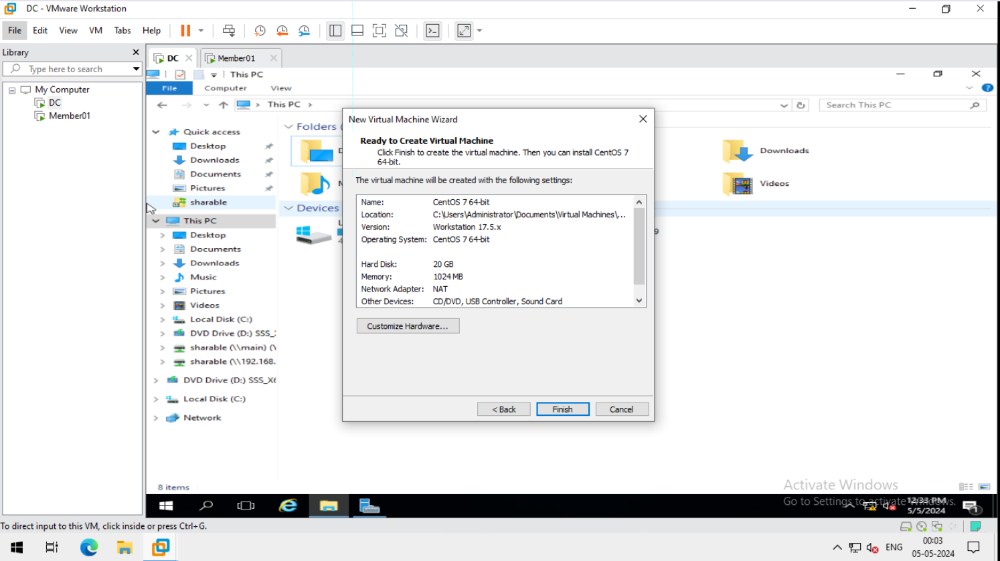 DC - VMware Workstation
File Edit View VM Tabs Help
Library
Type here to search
My Computer
DC
Member01
DC
Member01
This PC
File Computer View
This PC
Search This PC
Quick access
Desktop
Downloads
Documents
Pictures
sharable
This PC
Desktop
Documents
Downloads
Music
Pictures
Videos
Local Disk (C:)
DVD Drive (D:) SSS_
sharable (\\main) (
sharable (\\192.168.
DVD Drive (D:) SSS_X6
Local Disk (C:)
Network
8 items
Folders (
Downloads
Videos
Devices
New Virtual Machine Wizard
Ready to Create Virtual Machine
Click Finish to create the virtual machine. Then you can install CentOS 7
64-bit.
The virtual machine will be created with the following settings:
Name: CentOS 7 64-bit
Location: C:\Users\Administrator\Documents\Virtual Machines\...
Version: Workstation 17.5.x
Operating System: CentOS 7 64-bit
Hard Disk: 20 GB
Memory: 1024 MB
Network Adapter: NAT
Other Devices: CD/DVD, USB Controller, Sound Card
Customize Hardware...
< Back Finish Cancel
Activate Windows
Go to Settings to activate Windows.
12:33 PM
5/5/2024
1
To direct input to this VM, click inside or press Ctrl+G.
ENG
00:03
05-05-2024